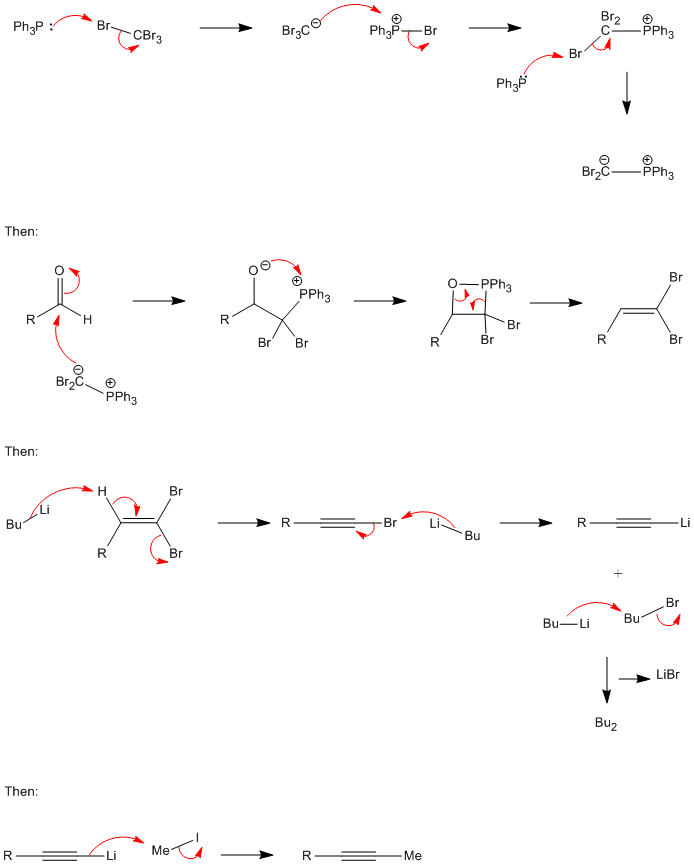 Ph3P : Br CBr3 Br3C ⊖ Ph3P ⊕ Br Br2 C Br PPh3 ⊕
Ph3P :
Br2C ⊖ PPh3 ⊕
Then:
O R H O ⊖ ⊕ PPh3 R Br Br O PPh3 R Br Br Br R Br
Br2C ⊖ PPh3 ⊕
Then:
Bu Li H Br R Br R Br Li Bu R Li
+
Bu Li Bu Br
LiBr
Bu2
Then:
R Li Me I R Me